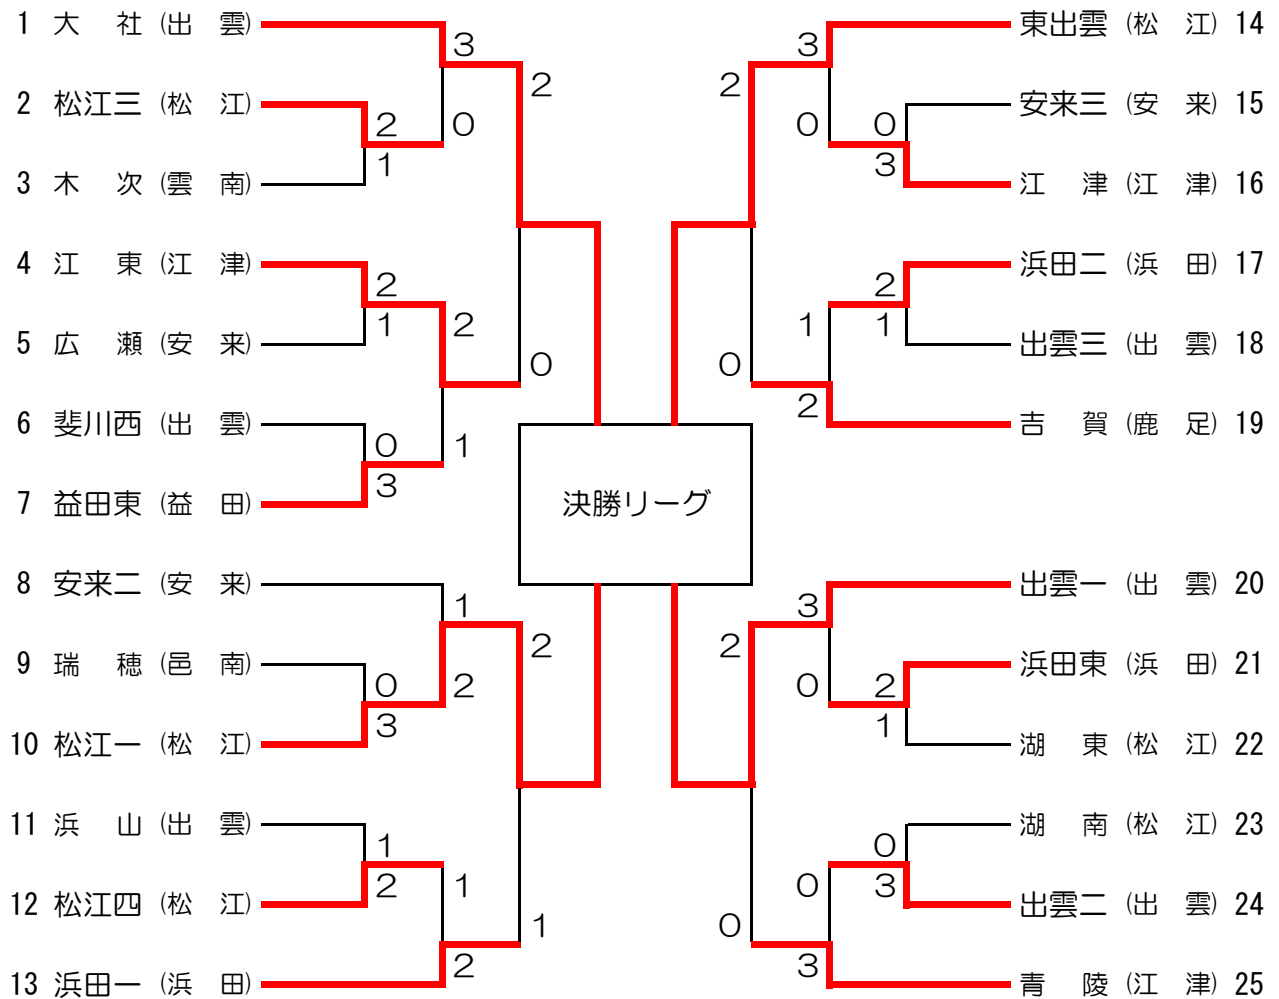 1 大 社 (出 雲)
2 松江三 (松 江)
3 木 次 (雲 南)
4 江 東 (江 津)
5 広 瀬 (安 来)
6 斐川西 (出 雲)
7 益田東 (益 田)
8 安来二 (安 来)
9 瑞 穂 (邑 南)
10 松江一 (松 江)
11 浜 山 (出 雲)
12 松江四 (松 江)
13 浜田一 (浜 田)
3
2
2
0
1
2
1
2
0
0
1
3
1
2
0
2
3
1
1
2
1
2
決勝リーグ
3
2
0
0
3
2
1
1
0
2
3
2
0
2
1
0
0
3
0
3
東出雲 (松 江) 14
安来三 (安 来) 15
江 津 (江 津) 16
浜田二 (浜 田) 17
出雲三 (出 雲) 18
吉 賀 (鹿 足) 19
出雲一 (出 雲) 20
浜田東 (浜 田) 21
湖 東 (松 江) 22
湖 南 (松 江) 23
出雲二 (出 雲) 24
青 陵 (江 津) 25